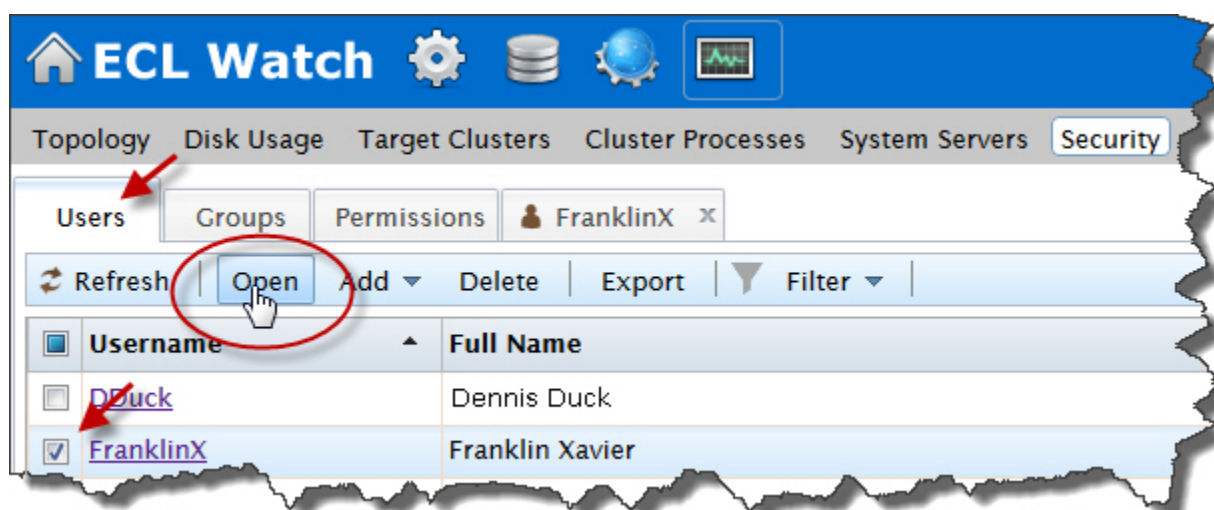 ECL Watch
Topology Disk Usage Target Clusters Cluster Processes System Servers Security
Users Groups Permissions FranklinX x
Refresh Open Add Delete Export Filter
Username Full Name
DDuck Dennis Duck
FranklinX Franklin Xavier